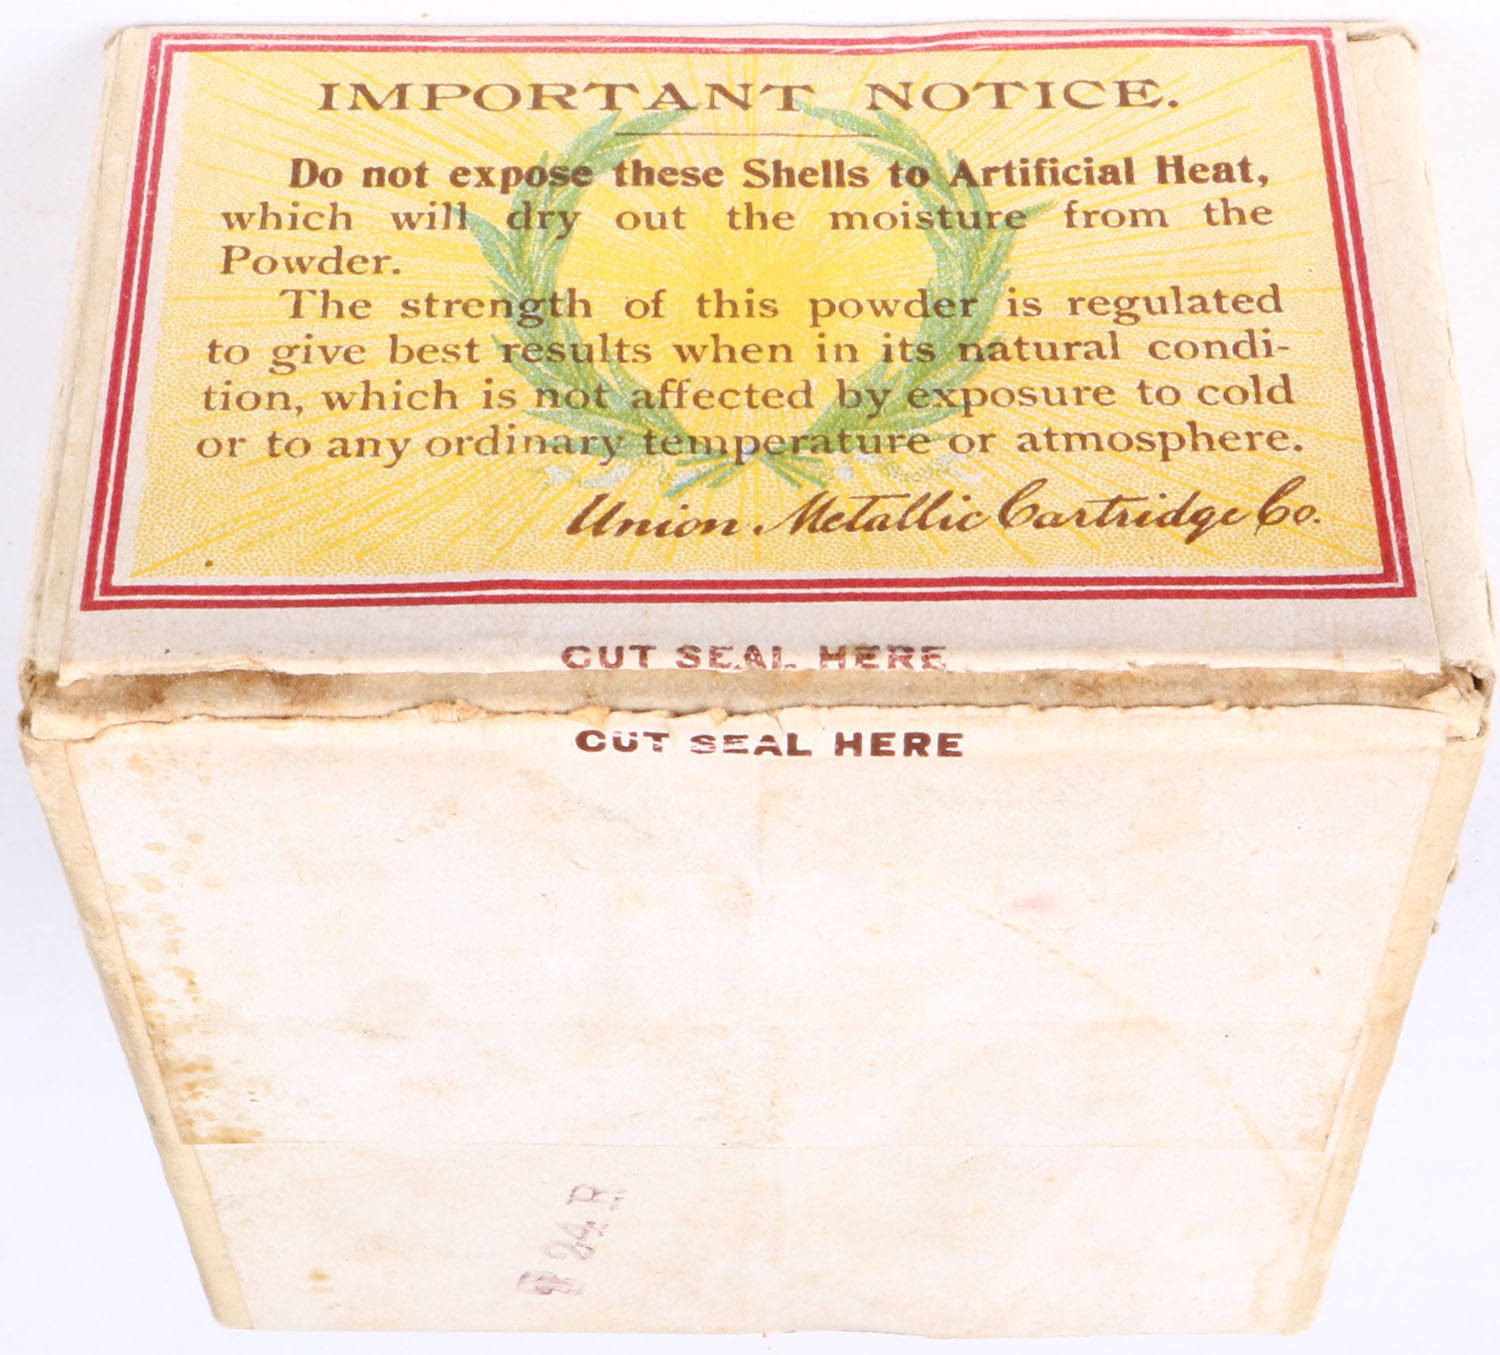 IMPORTANT NOTICE.
Do not expose these Shells to Artificial Heat,
which will dry out the moisture from the
Powder.
The strength of this powder is regulated
to give best results when in its natural condi-
tion, which is not affected by exposure to cold
or to any ordinary temperature or atmosphere.
Union Metallic Cartridge Co.
CUT SEAL HERE
CUT SEAL HERE
24